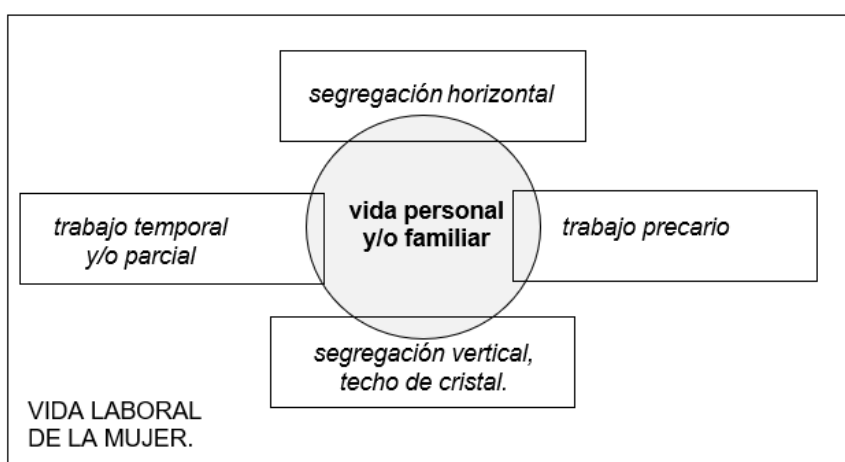 segregación horizontal
trabajo temporal
y/o parcial
vida personal
y/o familiar
trabajo precario
segregación vertical,
techo de cristal.
VIDA LABORAL
DE LA MUJER.